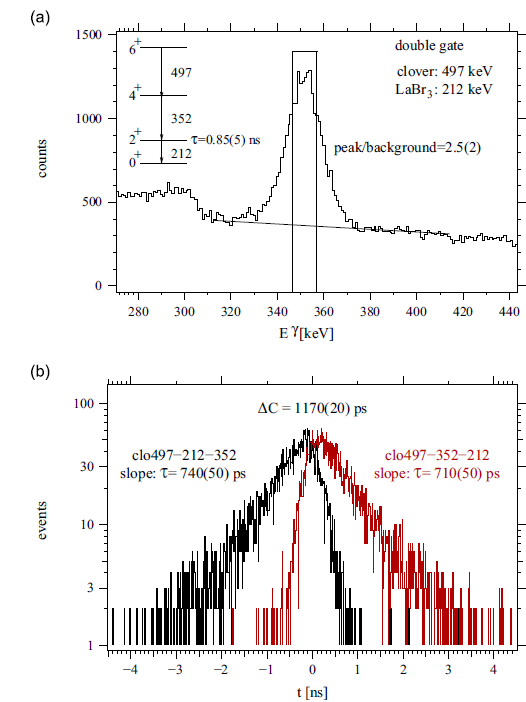 (a)
1500
1000
500
0
counts
6+
497
4+
352
2+
τ=0.85(5) ns
212
0+
double gate
clover: 497 keV
LaBr3: 212 keV
peak/background=2.5(2)
280 300 320 340 360 380 400 420 440
E γ[keV]
(b)
100
30
10
3
1
events
ΔC = 1170(20) ps
clo497−212−352
slope: τ= 740(50) ps
clo497−352−212
slope: τ= 710(50) ps
−4 −3 −2 −1 0 1 2 3 4
t [ns]